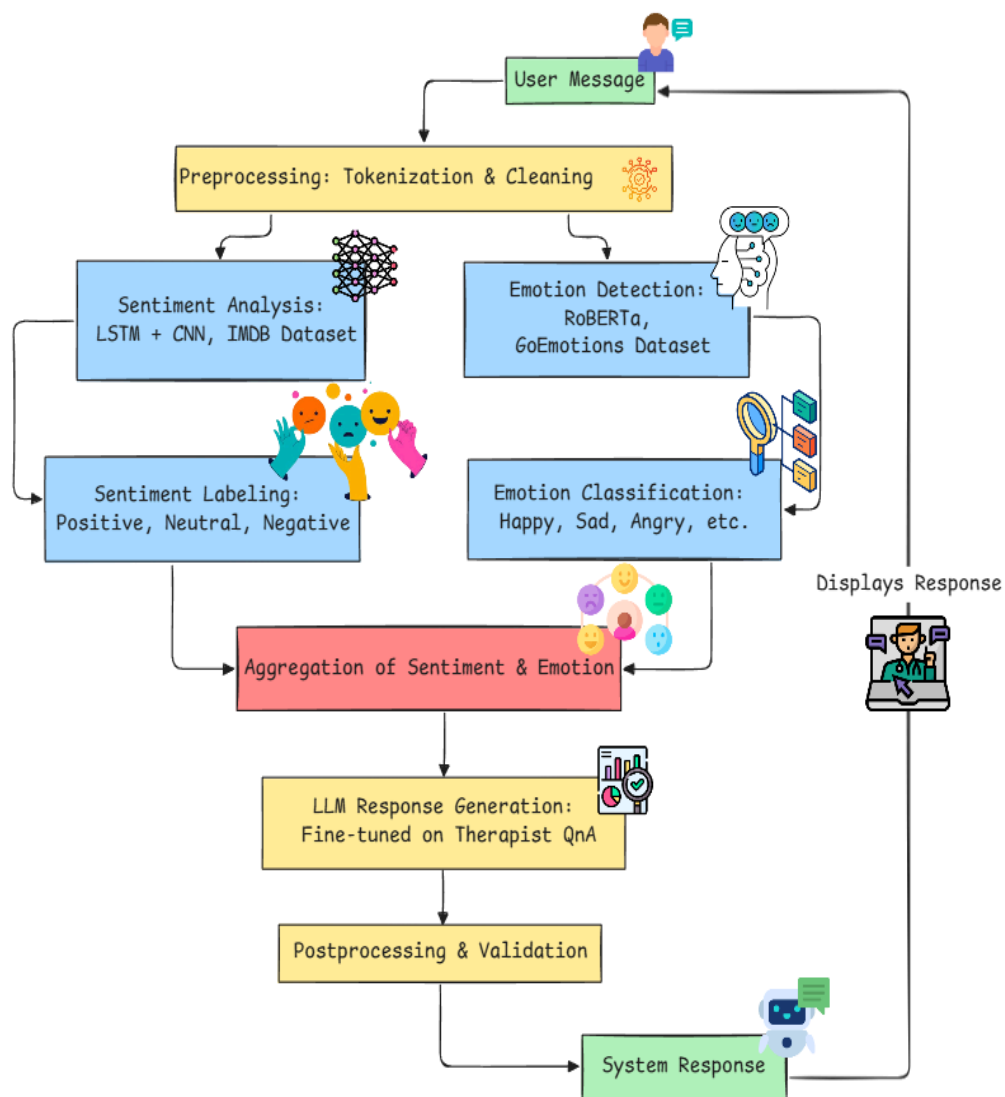 User Message
Preprocessing: Tokenization & Cleaning
Sentiment Analysis:
LSTM + CNN, IMDB Dataset
Emotion Detection:
RoBERTa,
GoEmotions Dataset
Sentiment Labeling:
Positive, Neutral, Negative
Emotion Classification:
Happy, Sad, Angry, etc.
Displays Response
Aggregation of Sentiment & Emotion
LLM Response Generation:
Fine-tuned on Therapist QnA
Postprocessing & Validation
System Response